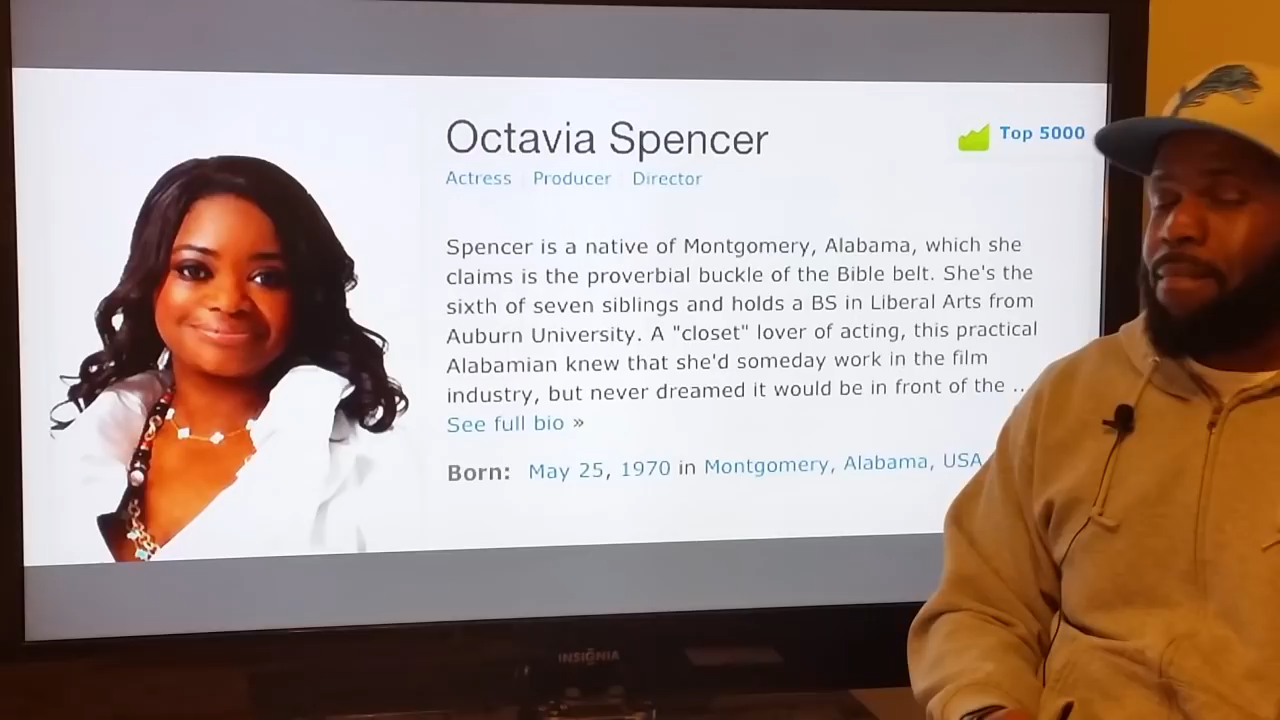 Octavia Spencer
Top 5000
Actress Producer Director
Spencer is a native of Montgomery, Alabama, which she
claims is the proverbial buckle of the Bible belt. She's the
sixth of seven siblings and holds a BS in Liberal Arts from
Auburn University. A "closet" lover of acting, this practical
Alabamian knew that she'd someday work in the film
industry, but never dreamed it would be in front of the ..
See full bio »
Born: May 25, 1970 in Montgomery, Alabama, USA
INSIGNIA